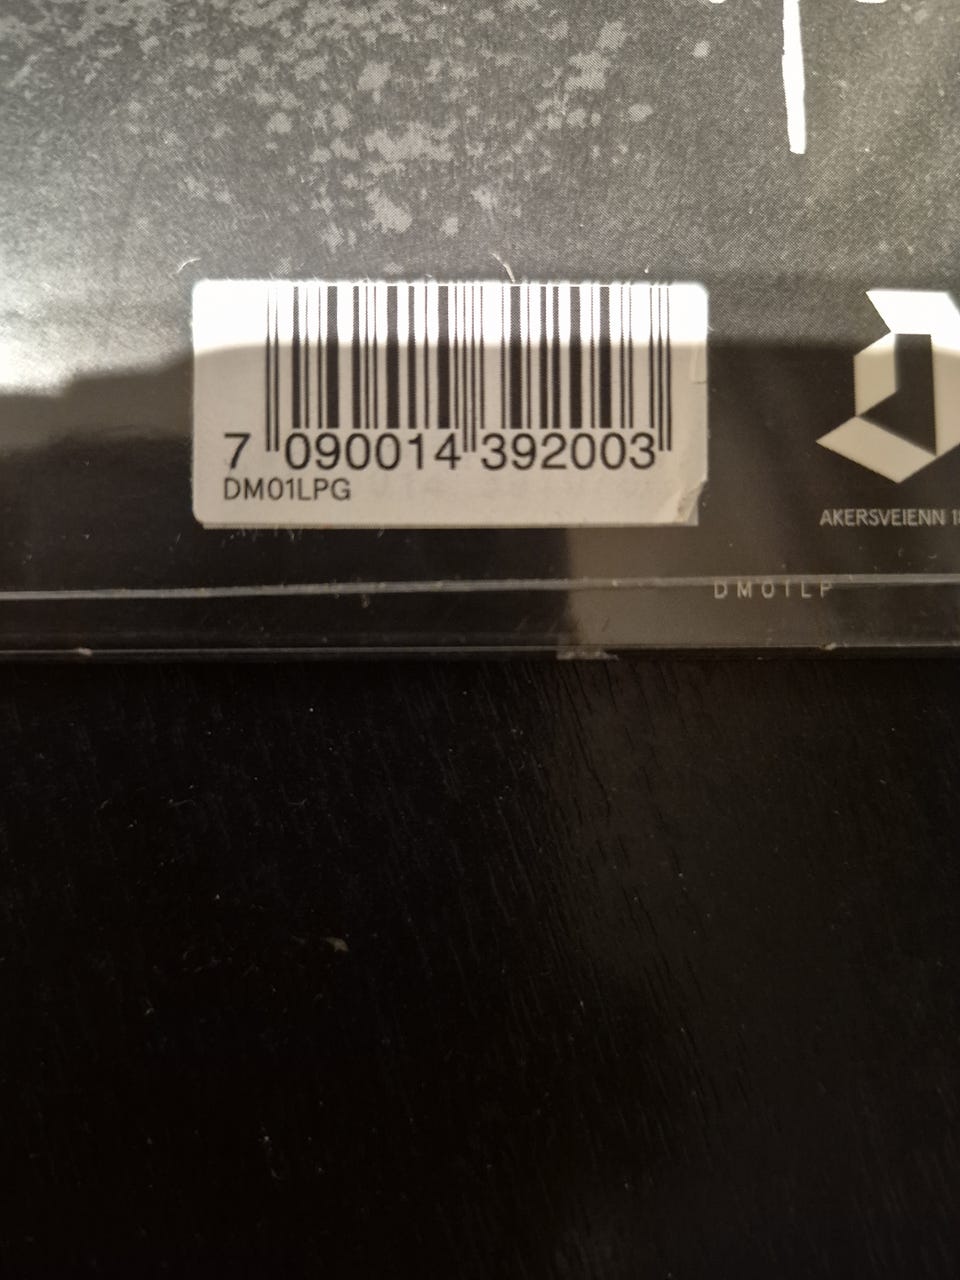 7 090014 392003
DM01LPG
AKERSVEIENN
DM01LP